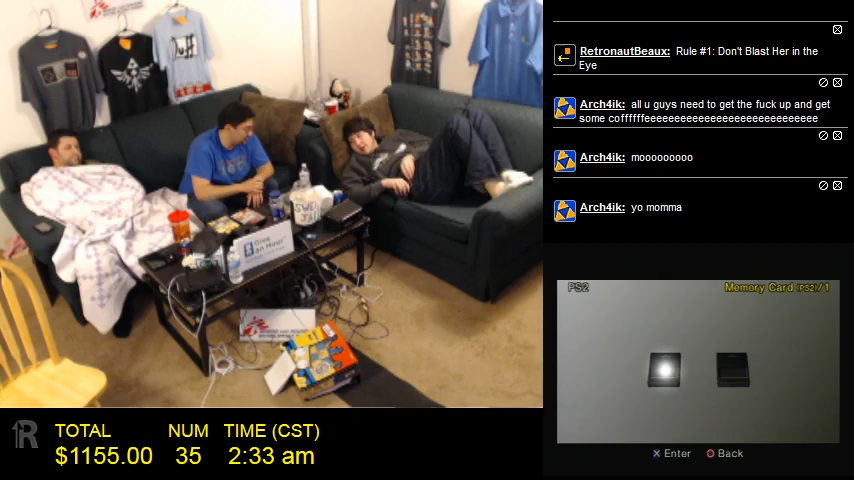 RetronautBeaux: Rule #1: Don't Blast Her in the
Eye
Arch4ik: all u guys need to get the fuck up and get
some coffffffeeeeeeeeeeeeeeeeeeeeeeeeeeeee
Arch4ik: mooooooooo
Arch4ik: yo momma
Duff
Give
an Hour
PS2
Memory Card (PS2)/1
Enter Back
TOTAL NUM TIME (CST)
$1155.00 35 2:33 am